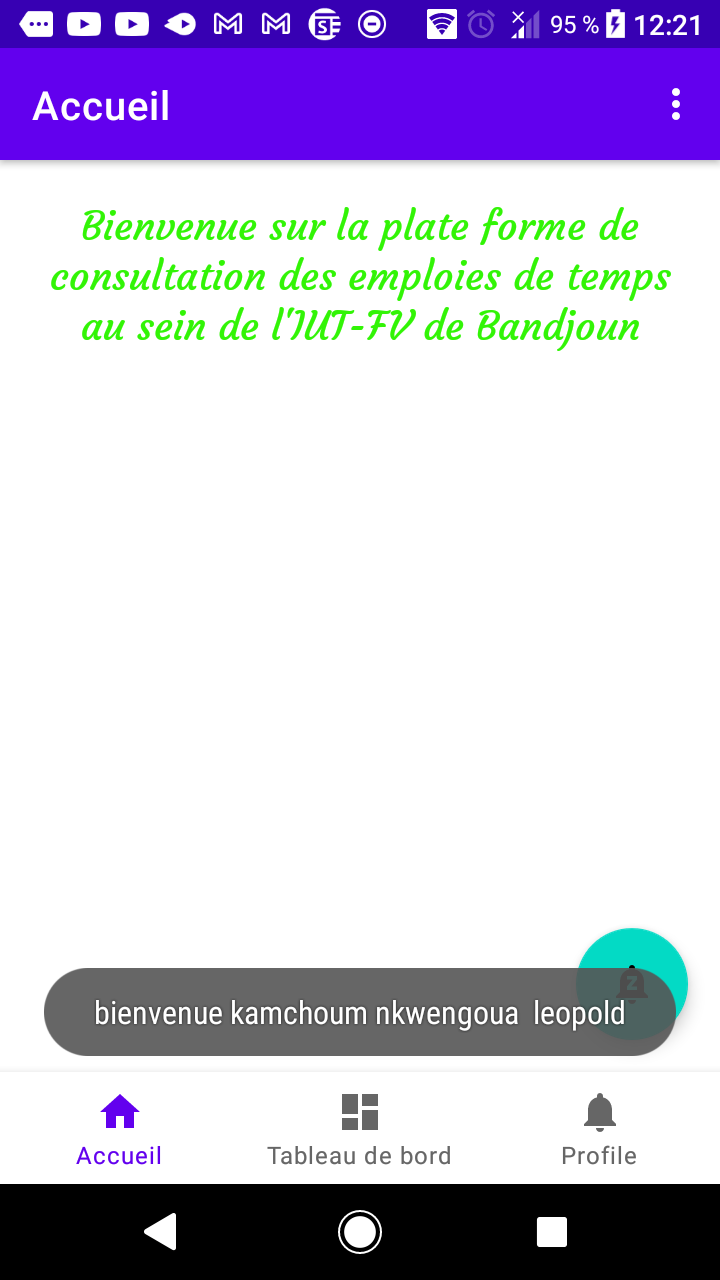 95 % 12:21
Accueil
Bienvenue sur la plate forme de
consultation des emploies de temps
au sein de l'IUT-FV de Bandjoun
bienvenue kamchoum nkwengoua  leopold
Accueil Tableau de bord Profile